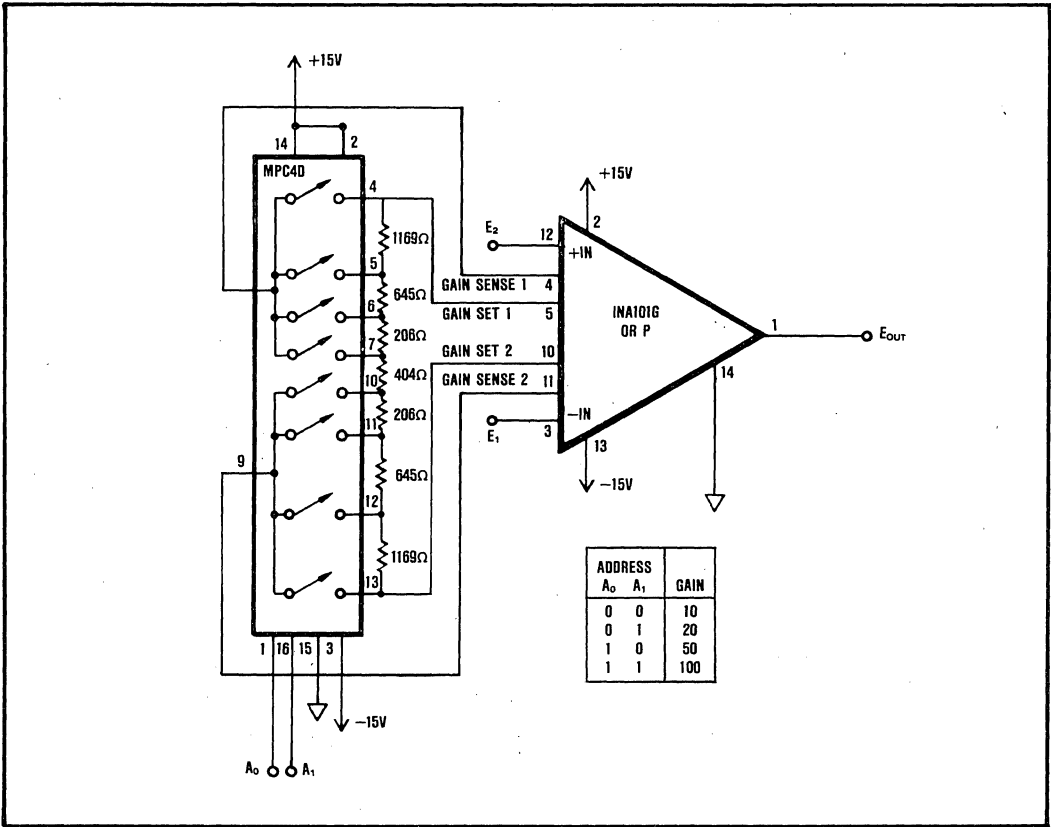 +15V
14 2
MPC4D
4
1169Ω
5
645Ω
6
206Ω
7
404Ω
10
206Ω
11
645Ω
9
12
1169Ω
13
1 16 15 3
-15V
A₀ A₁
E₂
12
+IN
GAIN SENSE 1
4
GAIN SET 1
5
GAIN SET 2
10
GAIN SENSE 2
11
-IN
E₁
3
+15V
2
INA101G
OR P
1
E_OUT
14
13
-15V
ADDRESS
A₀ A₁ GAIN
0 0 10
0 1 20
1 0 50
1 1 100